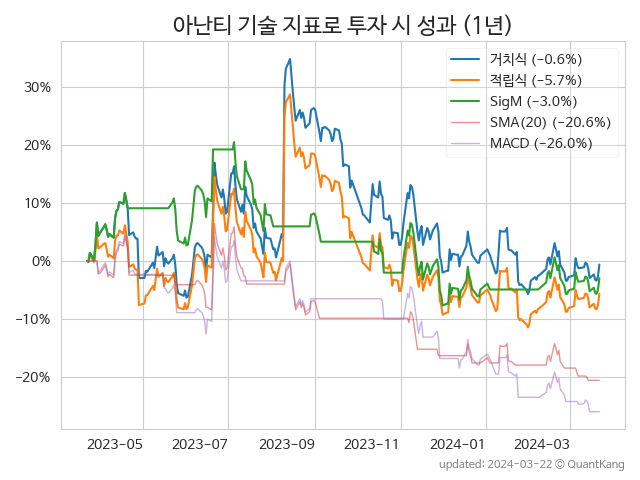 아난티 기술 지표로 투자 시 성과 (1년)
거치식 (−0.6%)
적립식 (−5.7%)
SigM (−3.0%)
SMA(20) (−20.6%)
MACD (−26.0%)
30%
20%
10%
0%
−10%
−20%
2023−05 2023−07 2023−09 2023−11 2024−01 2024−03
updated: 2024−03−22 ⓒ QuantKang